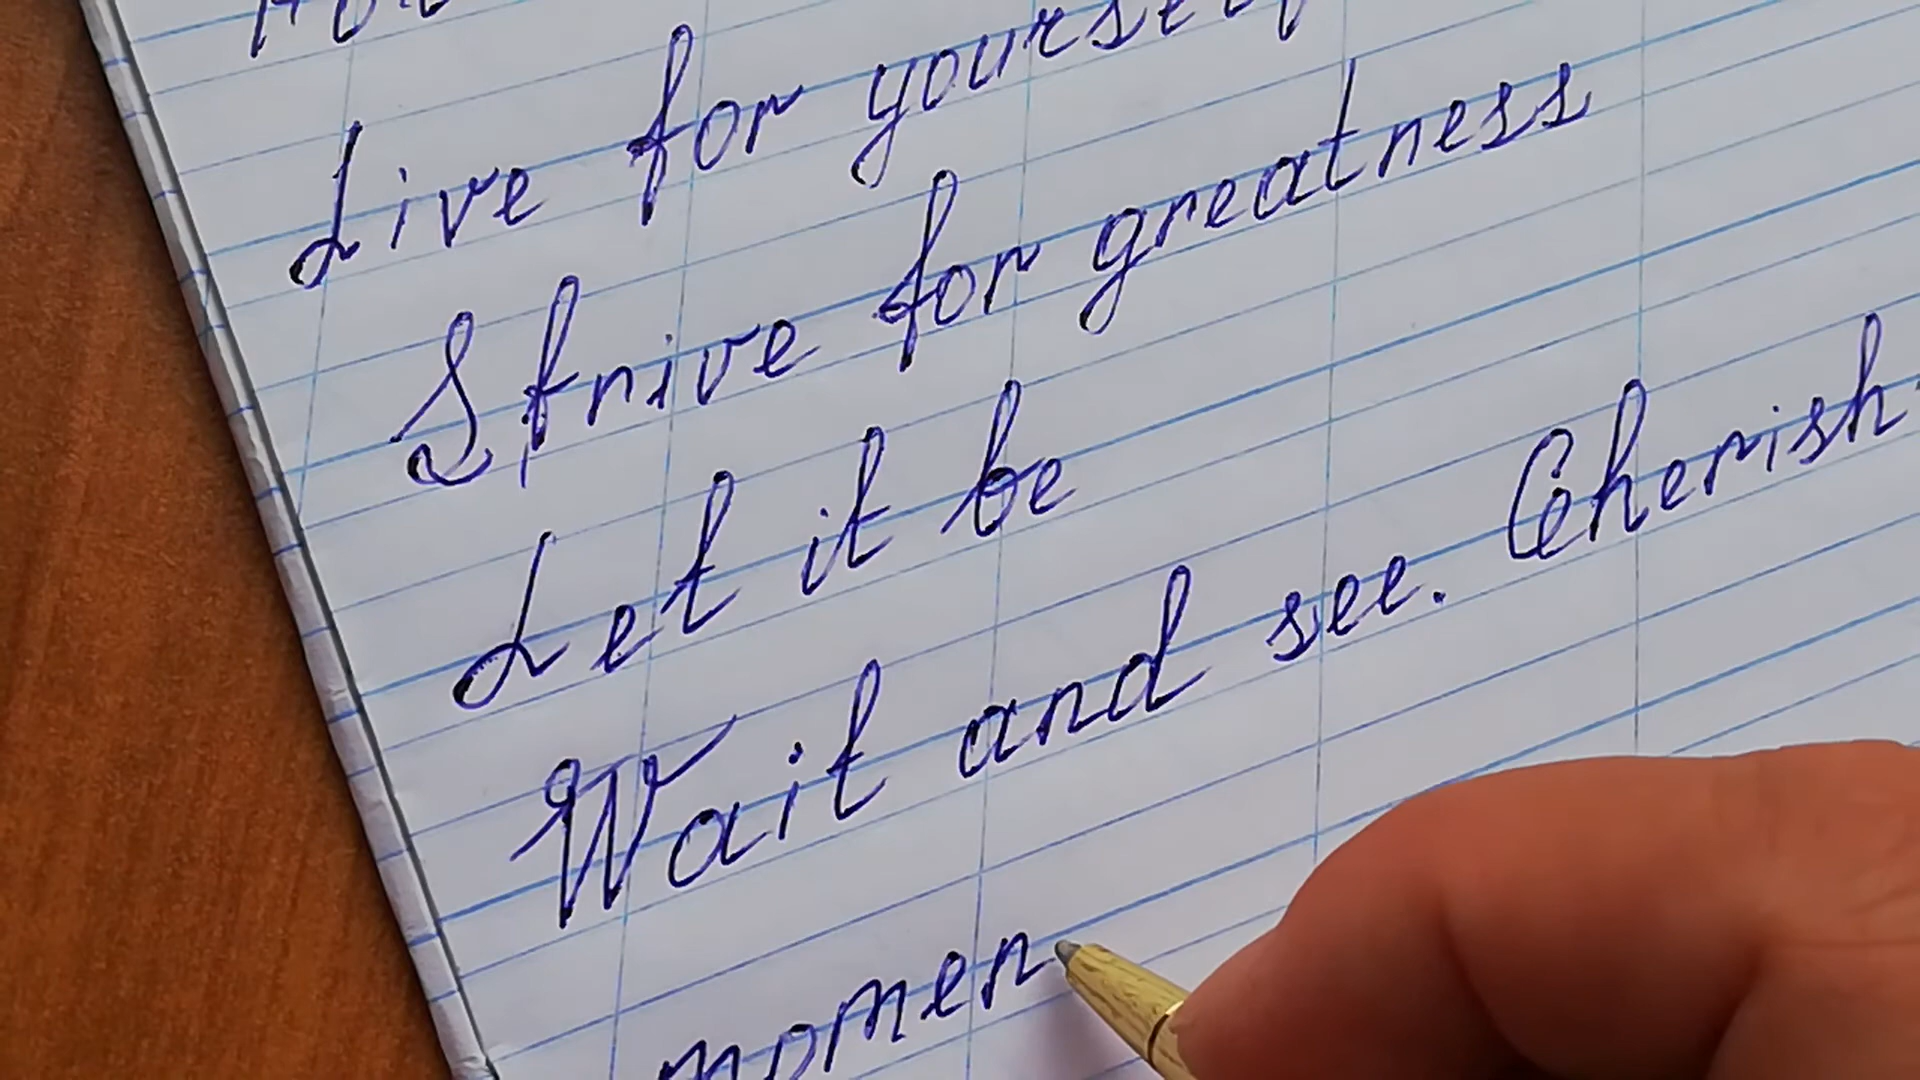 Live for yourself
Strive for greatness
Let it be
Wait and see. Cherish
momen